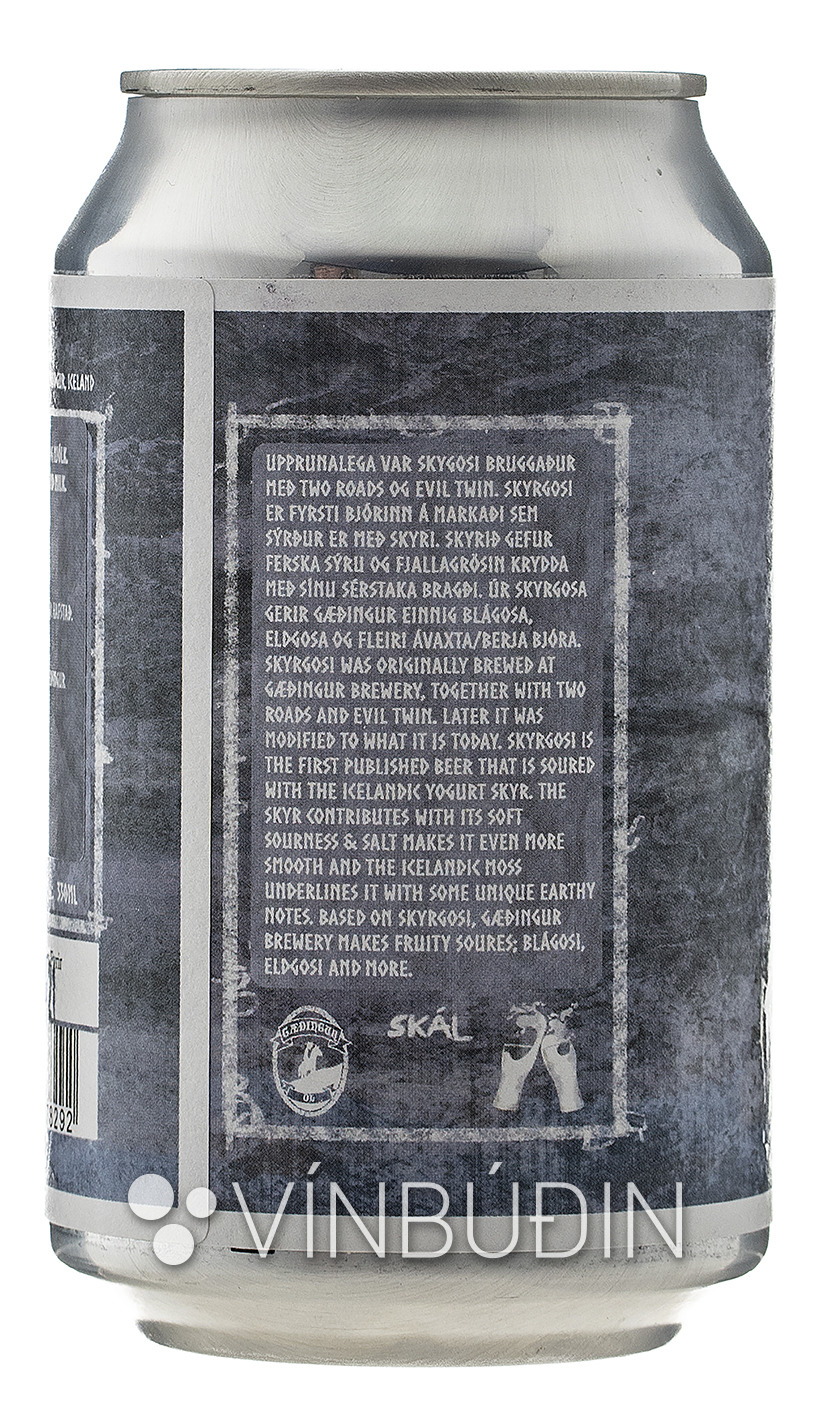 ICELAND
UPPRUNALEGA VAR SKYGOSI BRUGGAÐUR
MEÐ TWO ROADS OG EVIL TWIN. SKYRGOSI
ER FYRSTI BJÓRINN Á MARKAÐI SEM
SÝRÐUR ER MEÐ SKYRI. SKYRIÐ GEFUR
FERSKA SÝRU OG FJALLAGRÖSIN KRYDDA
MEÐ SÍNU SÉRSTAKA BRAGÐI. ÚR SKYRGOSA
GERIR GÆÐINGUR EINNIG BLÁGOSA,
ELDGOSA OG FLEIRI ÁVAXTA/BERJA BJÓRA.
SKYRGOSI WAS ORIGINALLY BREWED AT
GÆÐINGUR BREWERY, TOGETHER WITH TWO
ROADS AND EVIL TWIN. LATER IT WAS
MODIFIED TO WHAT IT IS TODAY. SKYRGOSI IS
THE FIRST PUBLISHED BEER THAT IS SOURED
WITH THE ICELANDIC YOGURT SKYR. THE
SKYR CONTRIBUTES WITH ITS SOFT
SOURNESS & SALT MAKES IT EVEN MORE
SMOOTH AND THE ICELANDIC MOSS
UNDERLINES IT WITH SOME UNIQUE EARTHY
NOTES. BASED ON SKYRGOSI, GÆÐINGUR
BREWERY MAKES FRUITY SOURES; BLÁGOSI,
ELDGOSI AND MORE.
330ML
GÆÐINGUR
ÖL
SKÁL
8292
VÍNBÚÐIN